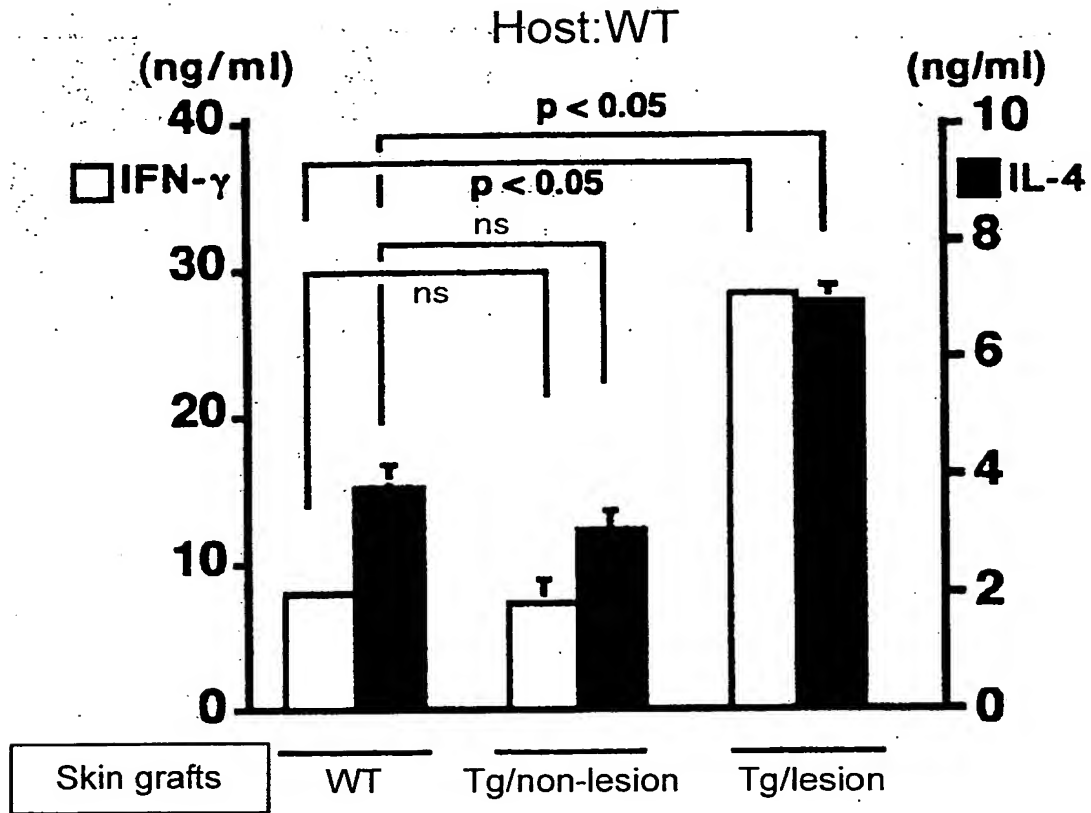 Host:WT
(ng/ml) (ng/ml)
40 10
p < 0.05
IFN-γ IL-4
p < 0.05
ns
8
30
ns
6
20
4
10
2
0 0
Skin grafts WT Tg/non-lesion Tg/lesion